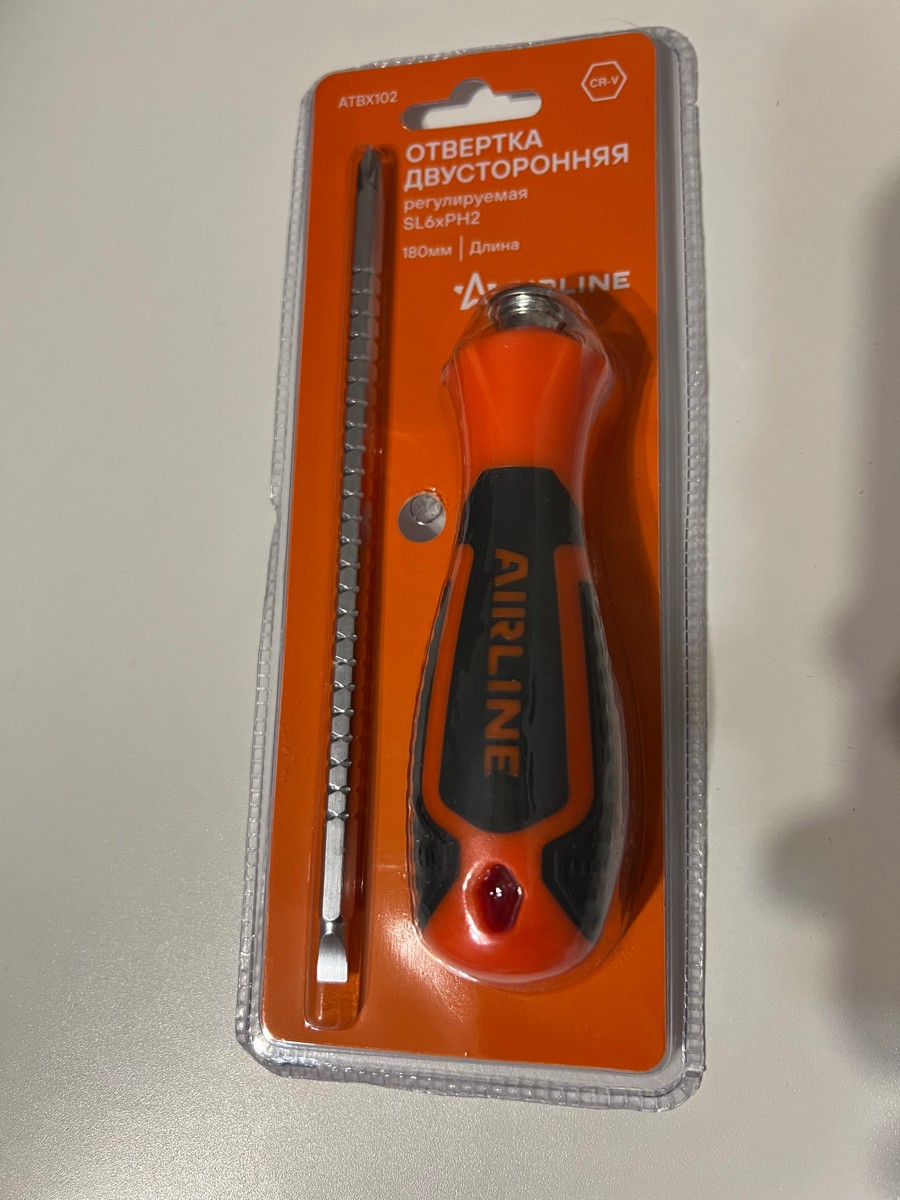 ATBX102
CR-V
ОТВЕРТКА
ДВУСТОРОННЯЯ
регулируемая
SL6xPH2
180мм | Длина
AIRLINE
AIRLINE